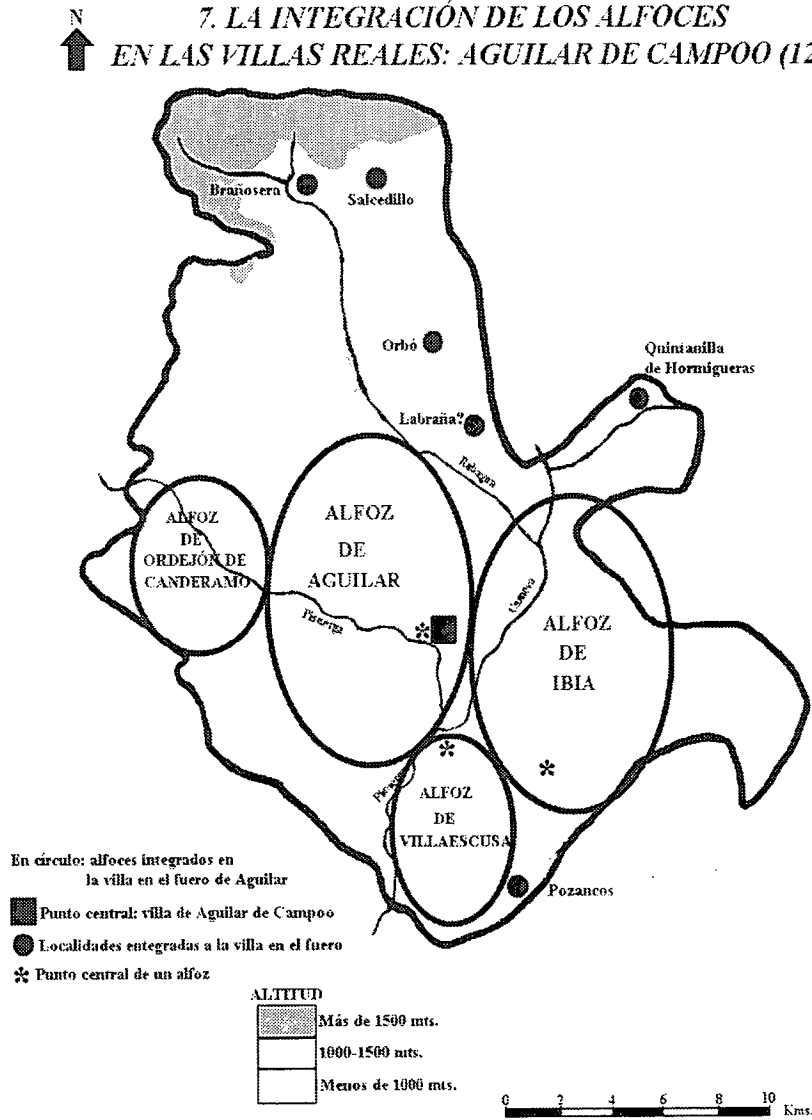 N
7. LA INTEGRACIÓN DE LOS ALFOCES
EN LAS VILLAS REALES: AGUILAR DE CAMPOO (12
Brañosera
Salcedillo
Orbó
Quintanilla
de Hormigueras
Labraña?
Rubagón
ALFOZ
DE
ORDEJÓN DE
CANDERAMO
ALFOZ
DE
AGUILAR
Pisuerga
Camesa
ALFOZ
DE
IBIA
ALFOZ
DE
VILLAESCUSA
Pozancos
En círculo: alfoces integrados en
la villa en el fuero de Aguilar
Punto central: villa de Aguilar de Campoo
Localidades entegradas a la villa en el fuero
Punto central de un alfoz
ALTITUD
Más de 1500 mts.
1000-1500 mts.
Menos de 1000 mts.
0 2 4 6 8 10
Kms